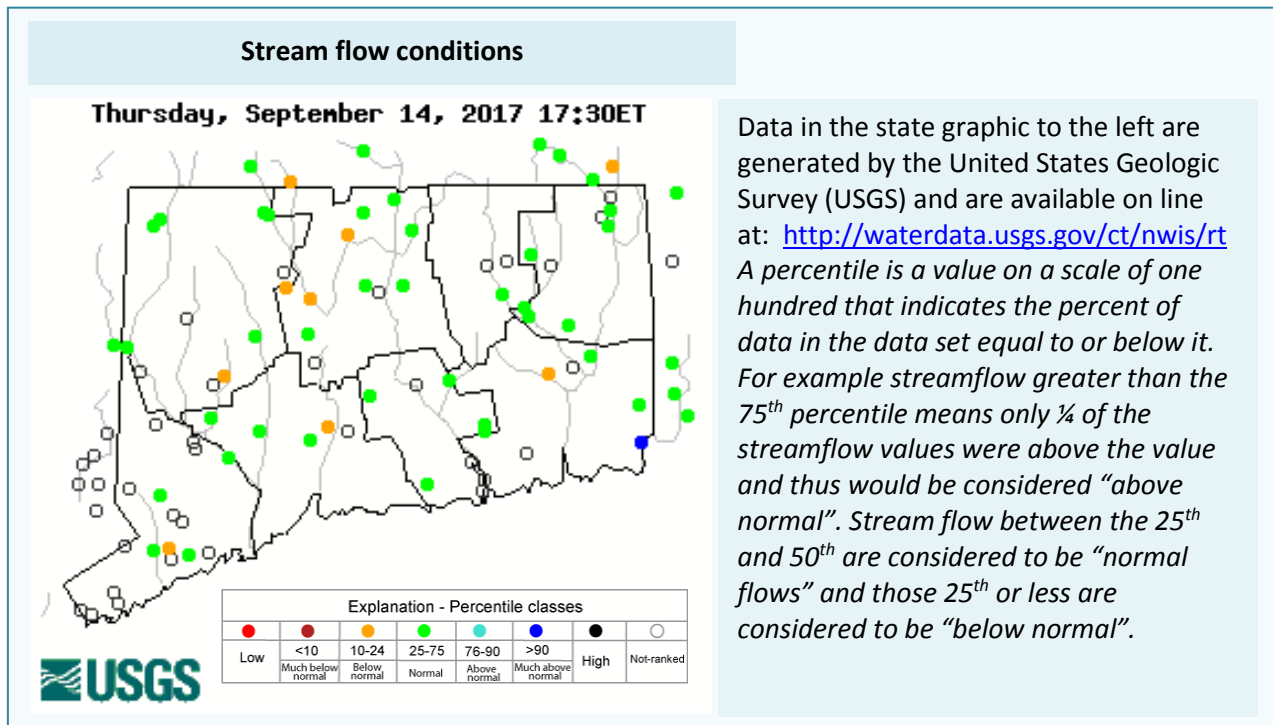 Stream flow conditions
Thursday, September 14, 2017 17:30ET
Data in the state graphic to the left are
generated by the United States Geologic
Survey (USGS) and are available on line
at: http://waterdata.usgs.gov/ct/nwis/rt
A percentile is a value on a scale of one
hundred that indicates the percent of
data in the data set equal to or below it.
For example streamflow greater than the
75th percentile means only ¼ of the
streamflow values were above the value
and thus would be considered “above
normal”. Stream flow between the 25th
and 50th are considered to be “normal
flows” and those 25th or less are
considered to be “below normal”.
Explanation - Percentile classes
Low <10 10-24 25-75 76-90 >90 High Not-ranked
Much below normal Below normal Normal Above normal Much above normal
USGS